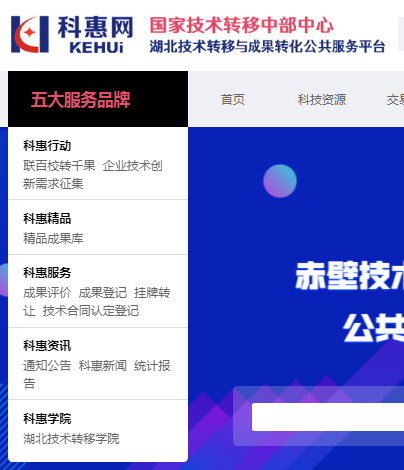 科惠网
KEHUi
国家技术转移中部中心
湖北技术转移与成果转化公共服务平台
五大服务品牌
首页
科技资源
科惠行动
联百校转千果 企业技术创
新需求征集
科惠精品
精品成果库
科惠服务
成果评价 成果登记 挂牌转
让 技术合同认定登记
科惠资讯
通知公告 科惠新闻 统计报
告
科惠学院
湖北技术转移学院
赤壁技
公共